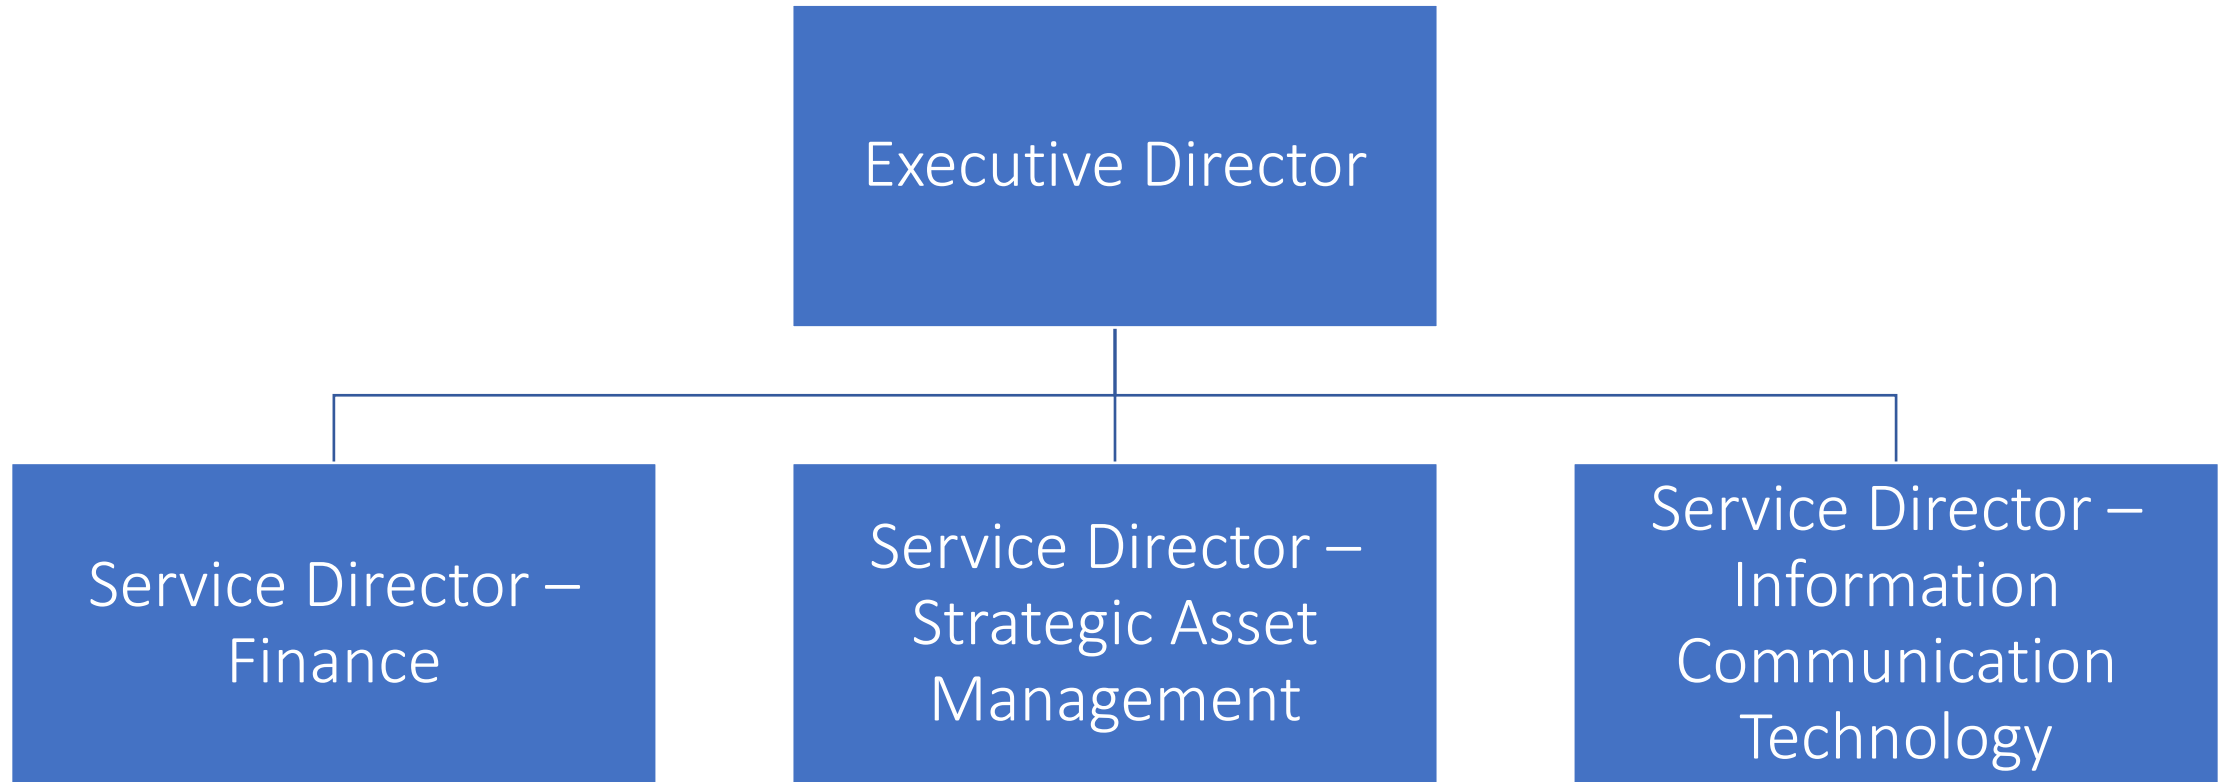 Executive Director
Service Director –
Finance
Service Director –
Strategic Asset
Management
Service Director –
Information
Communication
Technology